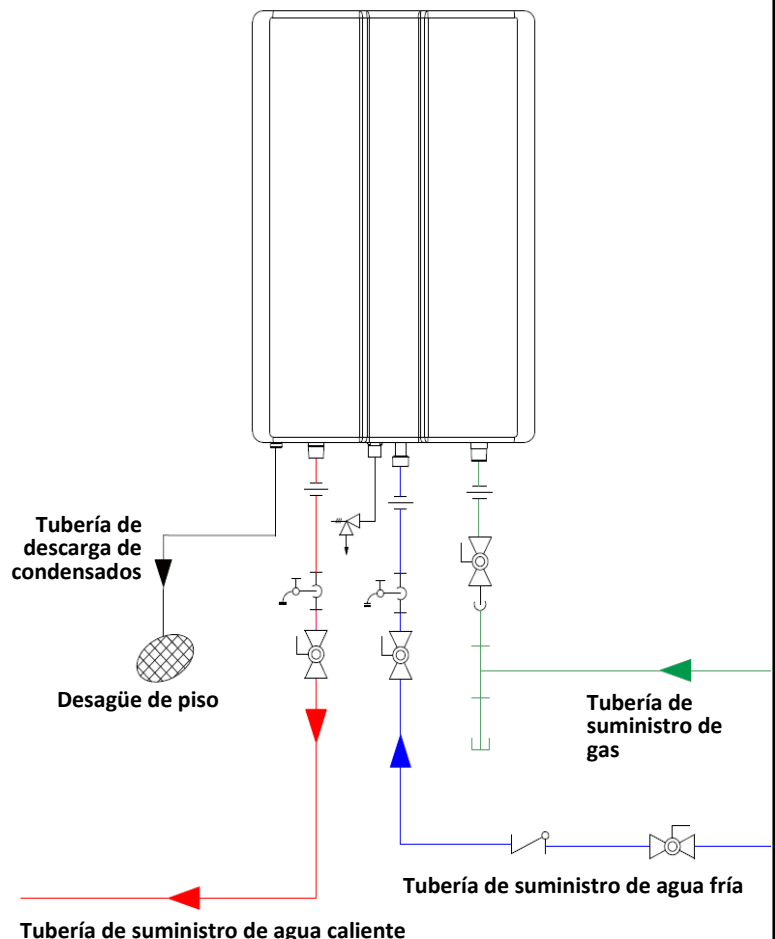 Tubería de
descarga de
condensados
Desagüe de piso
Tubería de
suministro de
gas
Tubería de suministro de agua fría
Tubería de suministro de agua caliente